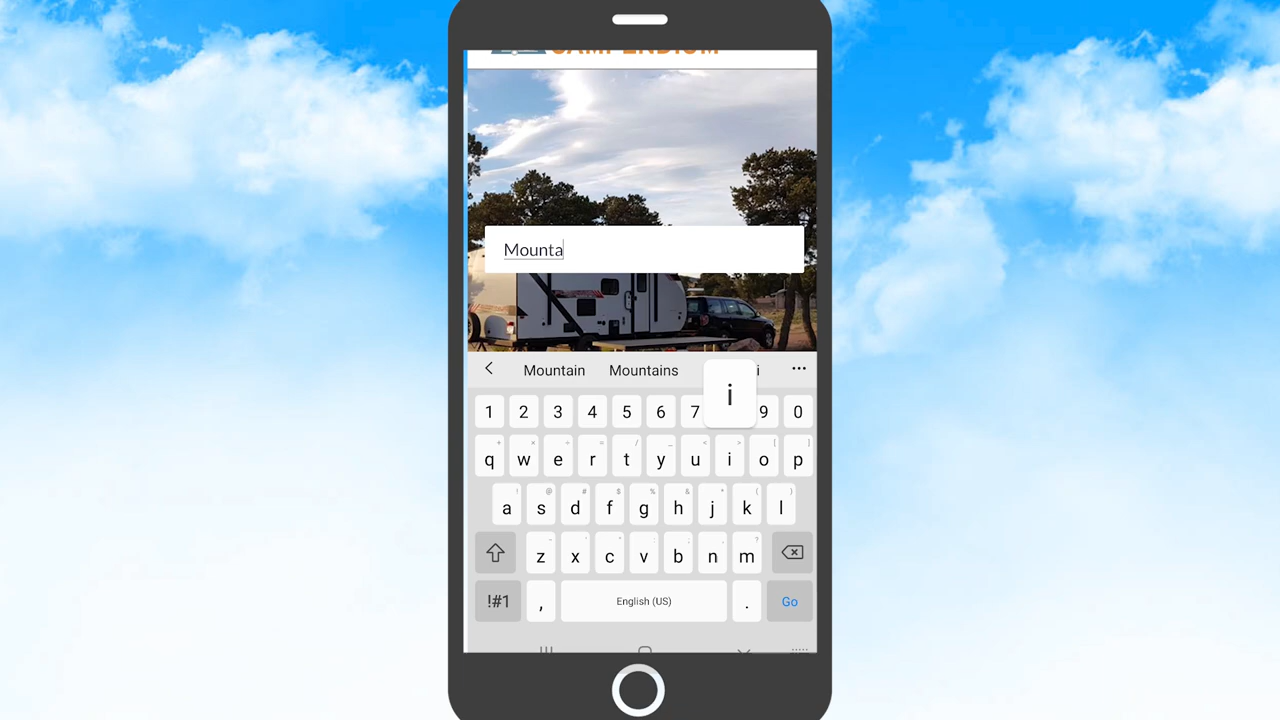 CAMPENDIUM
Mounta
Mountain Mountains i
i
1 2 3 4 5 6 7 9 0
q w e r t y u i o p
a s d f g h j k l
z x c v b n m
!#1 , English (US) . Go